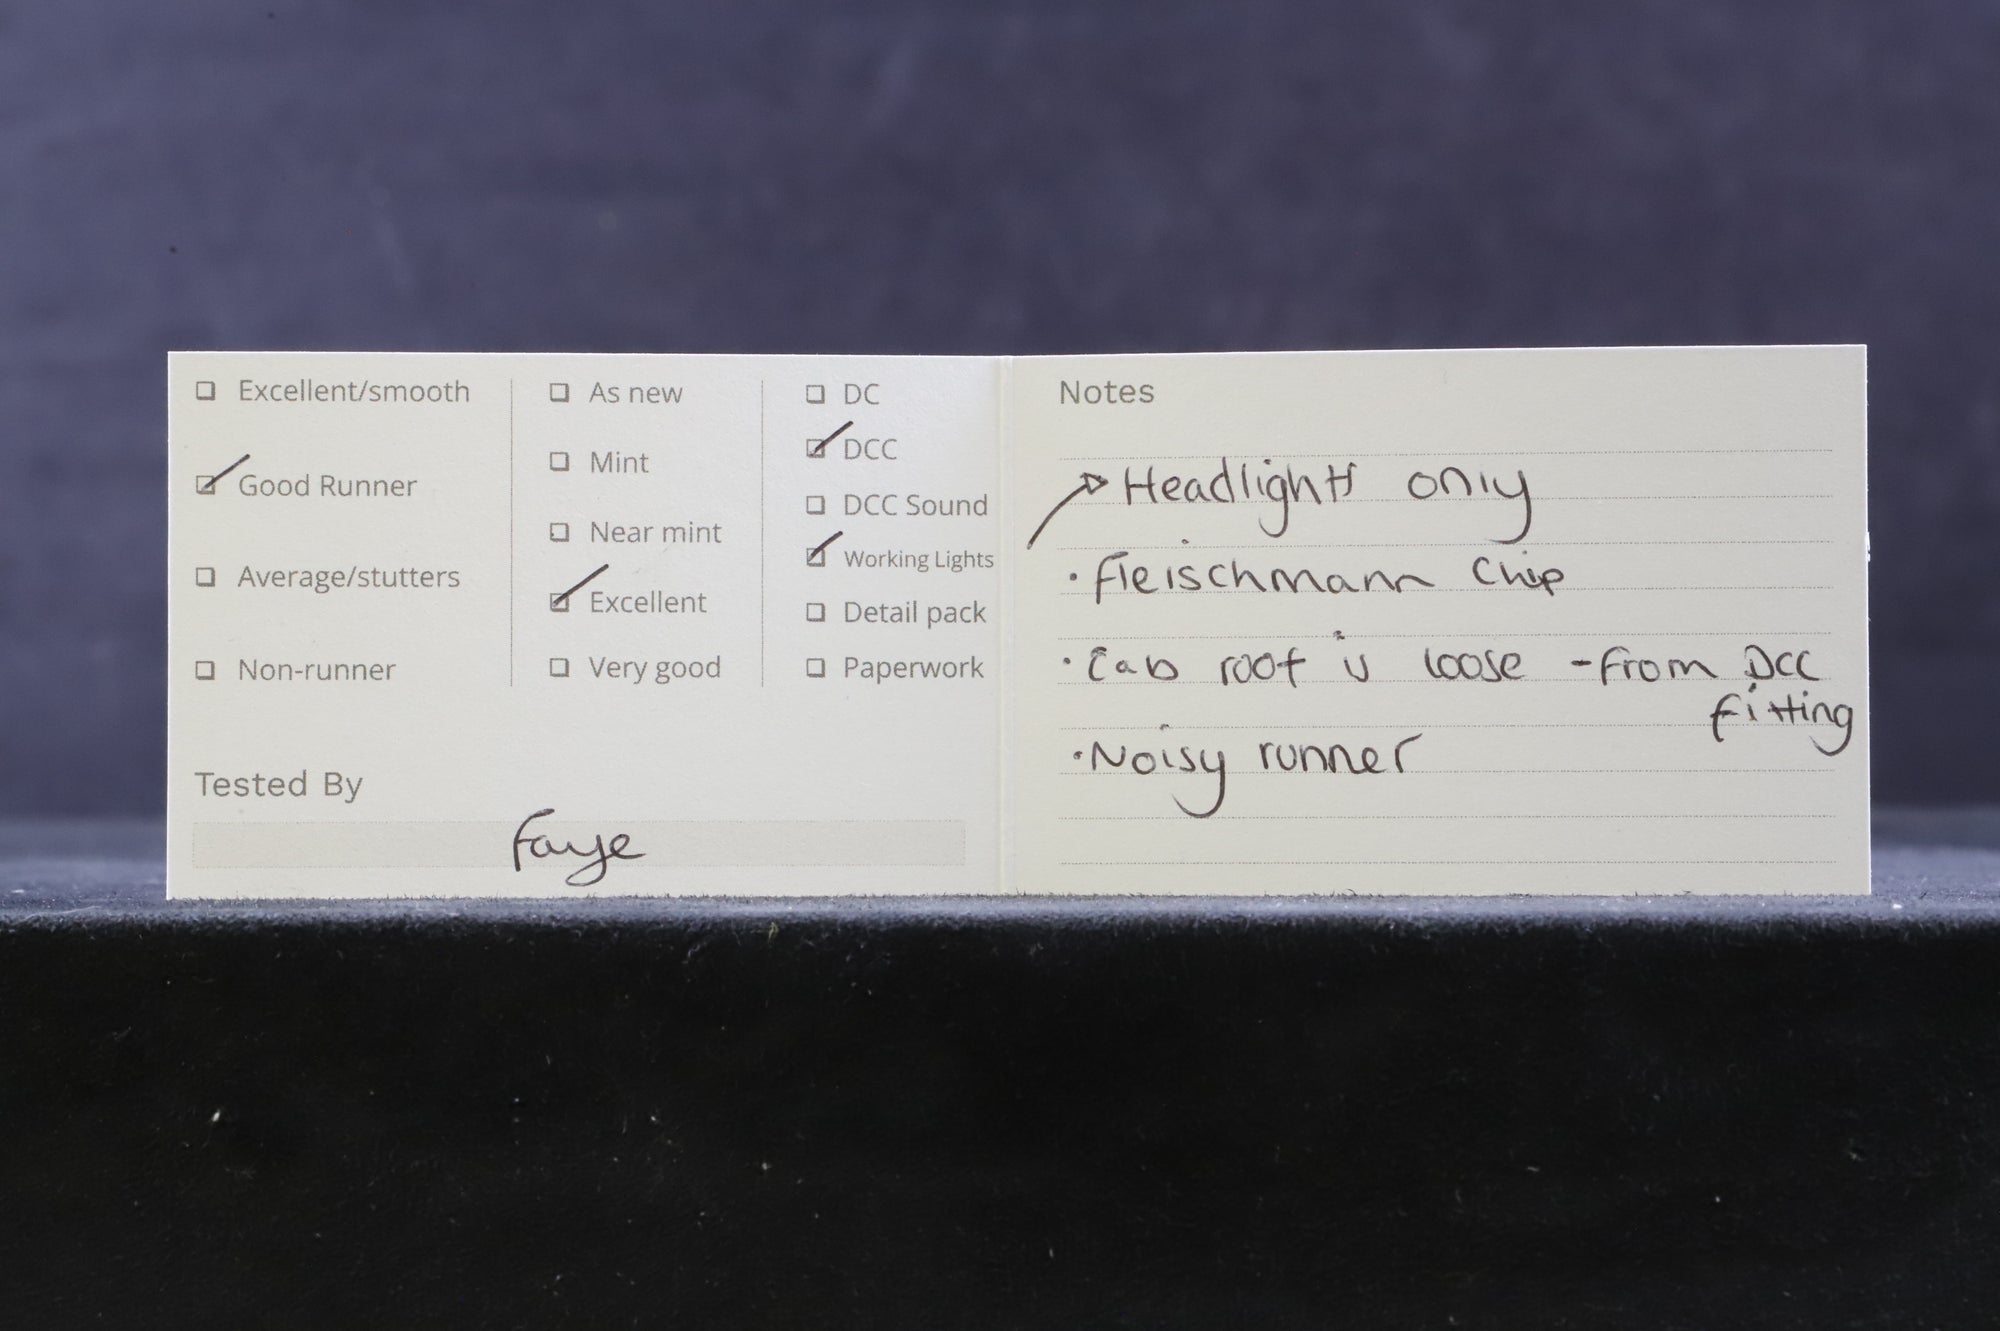 Excellent/smooth
Good Runner
Average/stutters
Non-runner
As new
Mint
Near mint
Excellent
Very good
DC
DCC
DCC Sound
Working Lights
Detail pack
Paperwork
Tested By
Faye
Notes
Headlights only
• Fleischmann Chip
• Cab roof is loose - from DCC
fitting
• Noisy runner